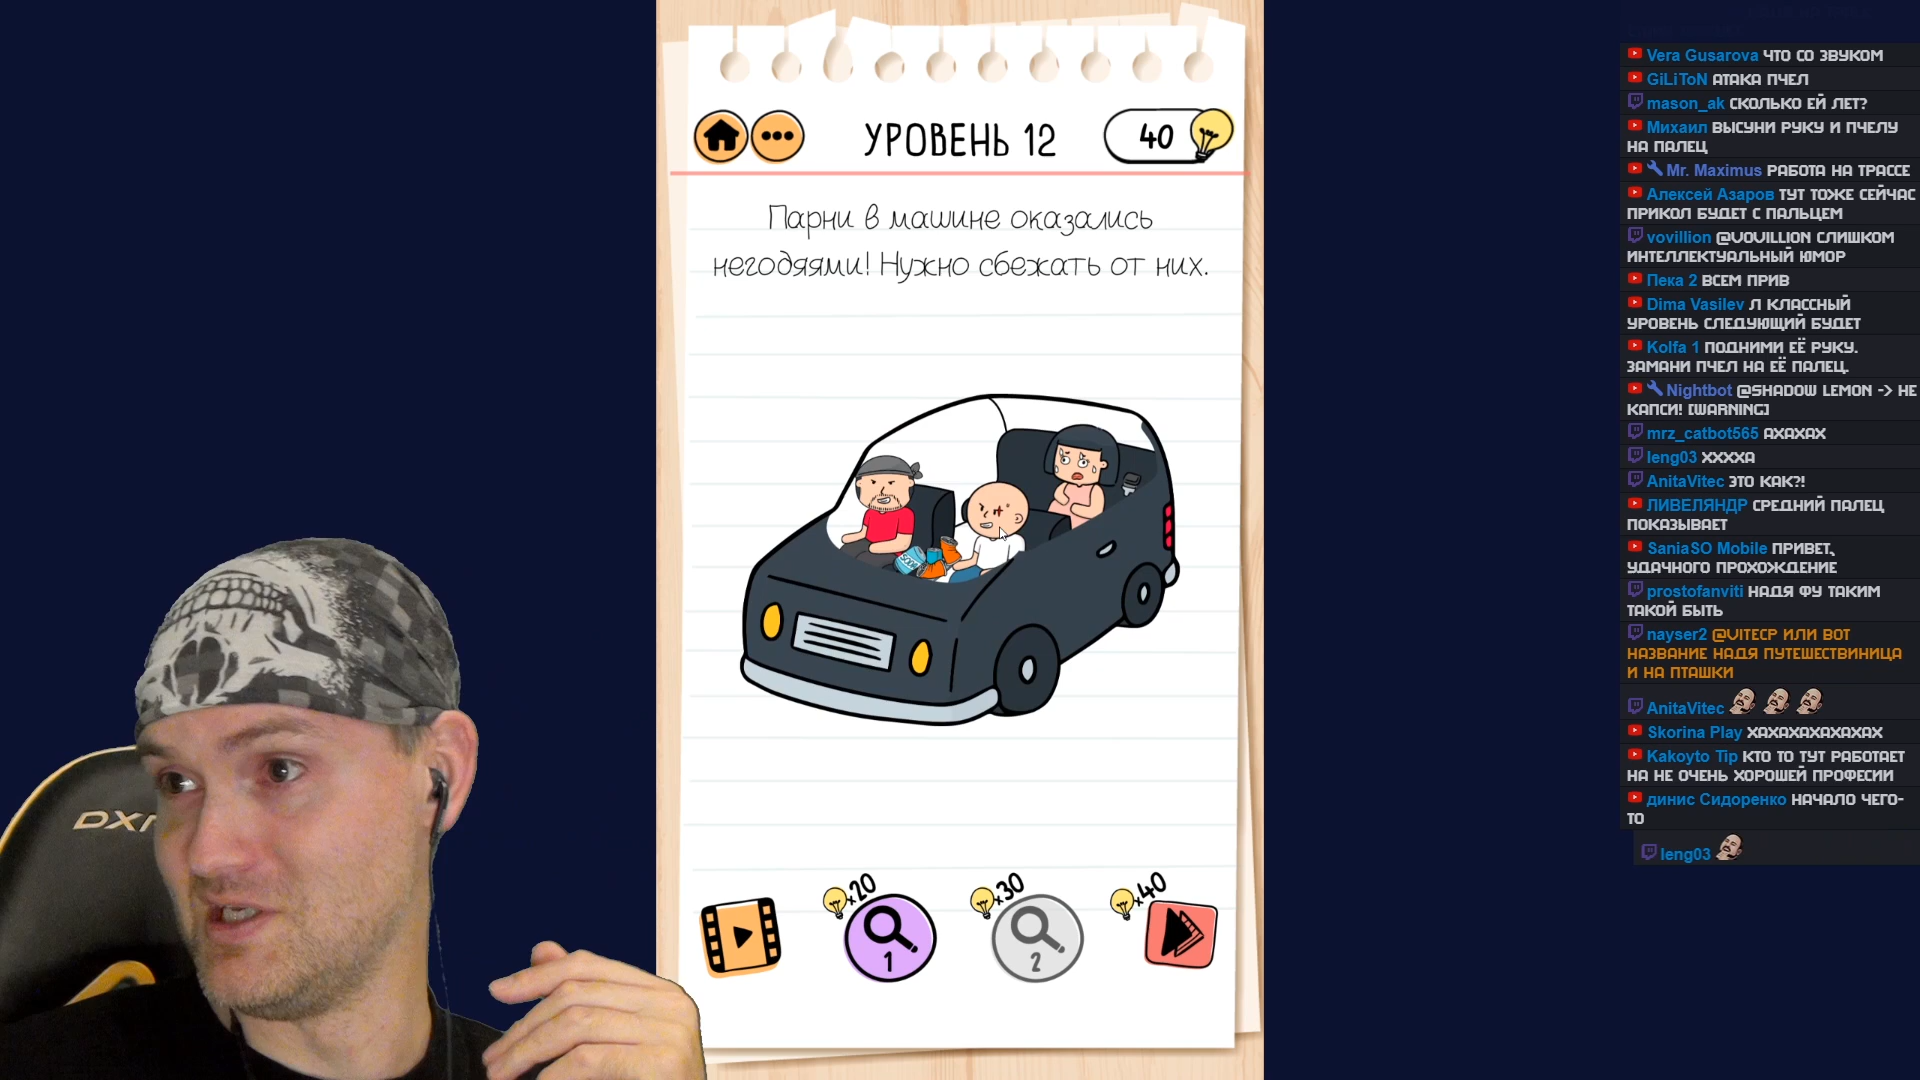 УРОВЕНЬ 12
40
Парни в машине оказались
негодяями! Нужно сбежать от них.
x20
x30
x40
1
2
Vera Gusarova ЧТО СО ЗВУКОМ
GiLiToN АТАКА ПЧЕЛ
mason_ak СКОЛЬКО ЕЙ ЛЕТ?
Михаил ВЫСУНИ РУКУ И ПЧЕЛУ
НА ПАЛЕЦ
Mr. Maximus РАБОТА НА ТРАССЕ
Алексей Азаров ТУТ ТОЖЕ СЕЙЧАС
ПРИКОЛ БУДЕТ С ПАЛЬЦЕМ
vovillion @VOVILLION СЛИШКОМ
ИНТЕЛЛЕКТУАЛЬНЫЙ ЮМОР
Пека 2 ВСЕМ ПРИВ
Dima Vasilev Л КЛАССНЫЙ
УРОВЕНЬ СЛЕДУЮЩИЙ БУДЕТ
Kolfa 1 ПОДНИМИ ЕЁ РУКУ.
ЗАМАНИ ПЧЕЛ НА ЕЁ ПАЛЕЦ.
Nightbot @SHADOW LEMON -> НЕ
КАПСИ! [WARNING]
mrz_catbot565 АХАХАХ
leng03 ХХХХА
AnitaVitec ЭТО КАК?!
ЛИВЕЛЯНДР СРЕДНИЙ ПАЛЕЦ
ПОКАЗЫВАЕТ
SaniaSO Mobile ПРИВЕТ,
УДАЧНОГО ПРОХОЖДЕНИЕ
prostofanviti НАДЯ ФУ ТАКИМ
ТАКОЙ БЫТЬ
nayser2 @VITECP ИЛИ ВОТ
НАЗВАНИЕ НАДЯ ПУТЕШЕСТВИНИЦА
И НА ПТАШКИ
AnitaVitec
Skorina Play ХАХАХАХАХАХАХ
Kakoyto Tip КТО ТО ТУТ РАБОТАЕТ
НА НЕ ОЧЕНЬ ХОРОШЕЙ ПРОФЕСИИ
динис Сидоренко НАЧАЛО ЧЕГО-
ТО
leng03